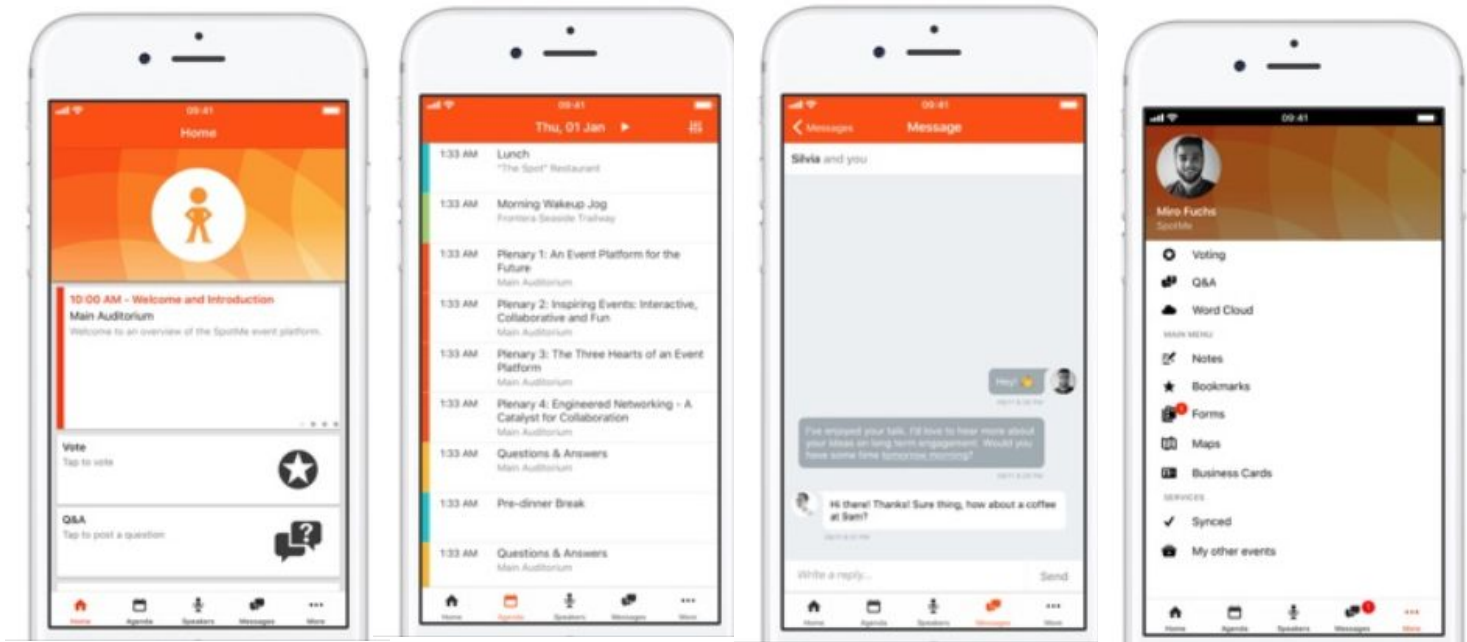 09:41
Home
10:00 AM - Welcome and Introduction
Main Auditorium
Welcome to an overview of the SpotMe event platform.
Vote
Tap to vote
Q&A
Tap to post a question
Home Agenda Speakers Messages More
09:41
Thu, 01 Jan
1:33 AM Lunch
"The Spot" Restaurant
1:33 AM Morning Wakeup Jog
Frontera Seaside Trailway
1:33 AM Plenary 1: An Event Platform for the
Future
Main Auditorium
1:33 AM Plenary 2: Inspiring Events: Interactive,
Collaborative and Fun
Main Auditorium
1:33 AM Plenary 3: The Three Hearts of an Event
Platform
Main Auditorium
1:33 AM Plenary 4: Engineered Networking - A
Catalyst for Collaboration
Main Auditorium
1:33 AM Questions & Answers
Main Auditorium
1:33 AM Pre-dinner Break
1:33 AM Questions & Answers
Main Auditorium
Home Agenda Speakers Messages More
09:41
Messages Message
Silvia and you
Hey!
I've enjoyed your talk. I'd love to hear more about
your ideas on long term engagement. Would you
have some time tomorrow morning?
Hi there! Thanks! Sure thing, how about a coffee
at 9am?
Write a reply... Send
Home Agenda Speakers Messages More
09:41
Miro Fuchs
SpotMe
Voting
Q&A
Word Cloud
MAIN MENU
Notes
Bookmarks
1
Forms
Maps
Business Cards
SERVICES
Synced
My other events
1
Home Agenda Speakers Messages More